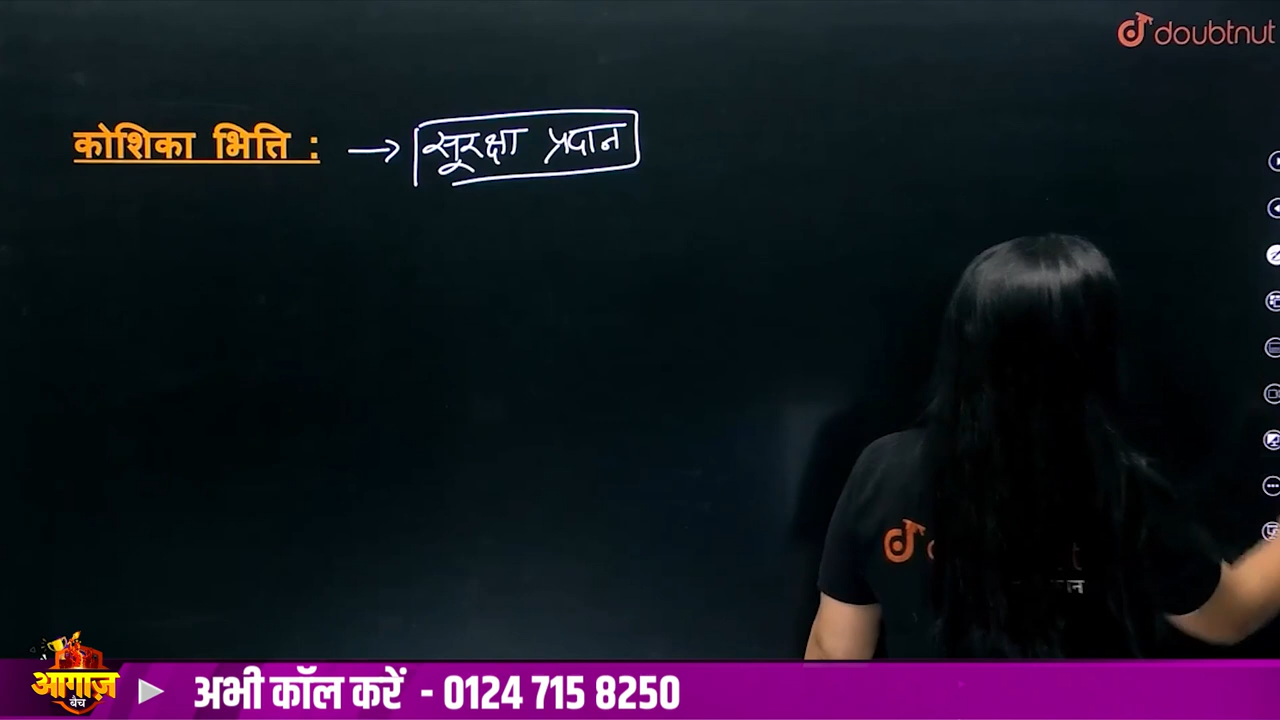 doubtnut
कोशिका भित्ति : → सुरक्षा प्रदान
आगाज़
बैच
अभी कॉल करें - 0124 715 8250